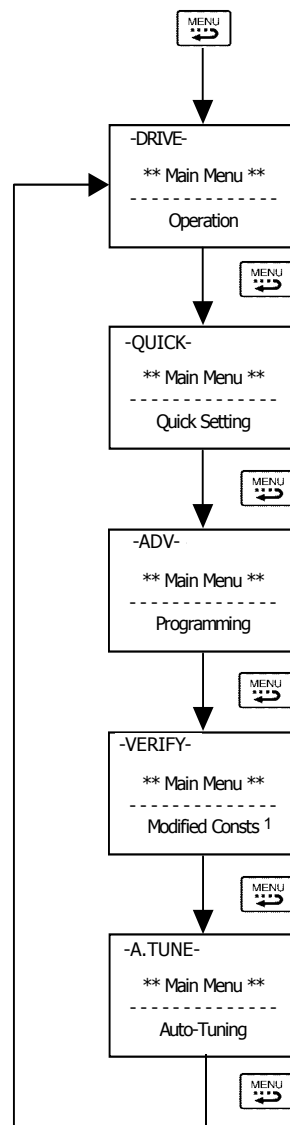 MENU
-DRIVE-
** Main Menu **
- - - - - - - - - - - - - - -
Operation
MENU
-QUICK-
** Main Menu **
- - - - - - - - - - - - - - -
Quick Setting
MENU
-ADV-
** Main Menu **
- - - - - - - - - - - - - - -
Programming
MENU
-VERIFY-
** Main Menu **
- - - - - - - - - - - - - - -
Modified Consts 1
MENU
-A.TUNE-
** Main Menu **
- - - - - - - - - - - - - - -
Auto-Tuning
MENU